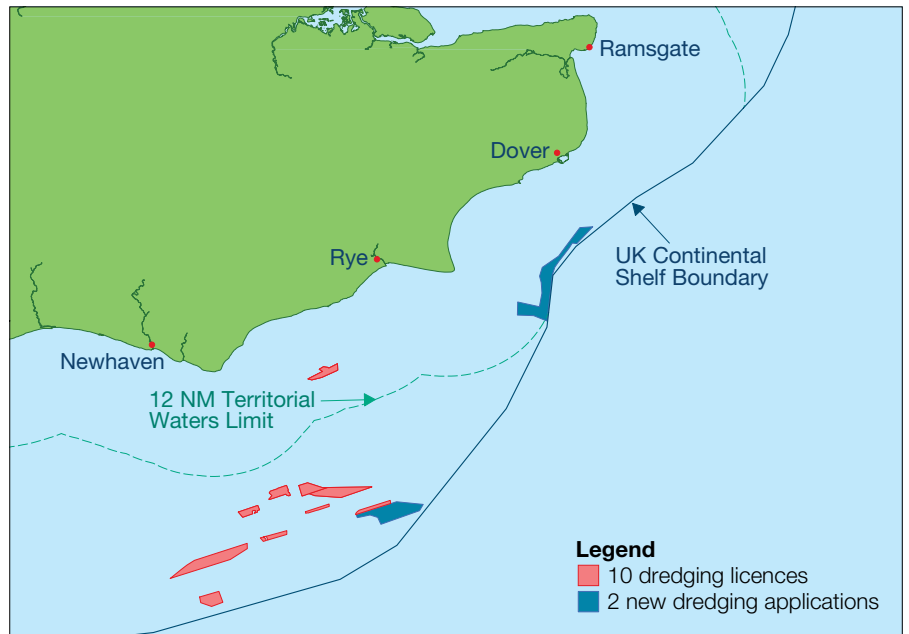 Ramsgate
Dover
Rye
UK Continental
Shelf Boundary
Newhaven
12 NM Territorial
Waters Limit
Legend
10 dredging licences
2 new dredging applications